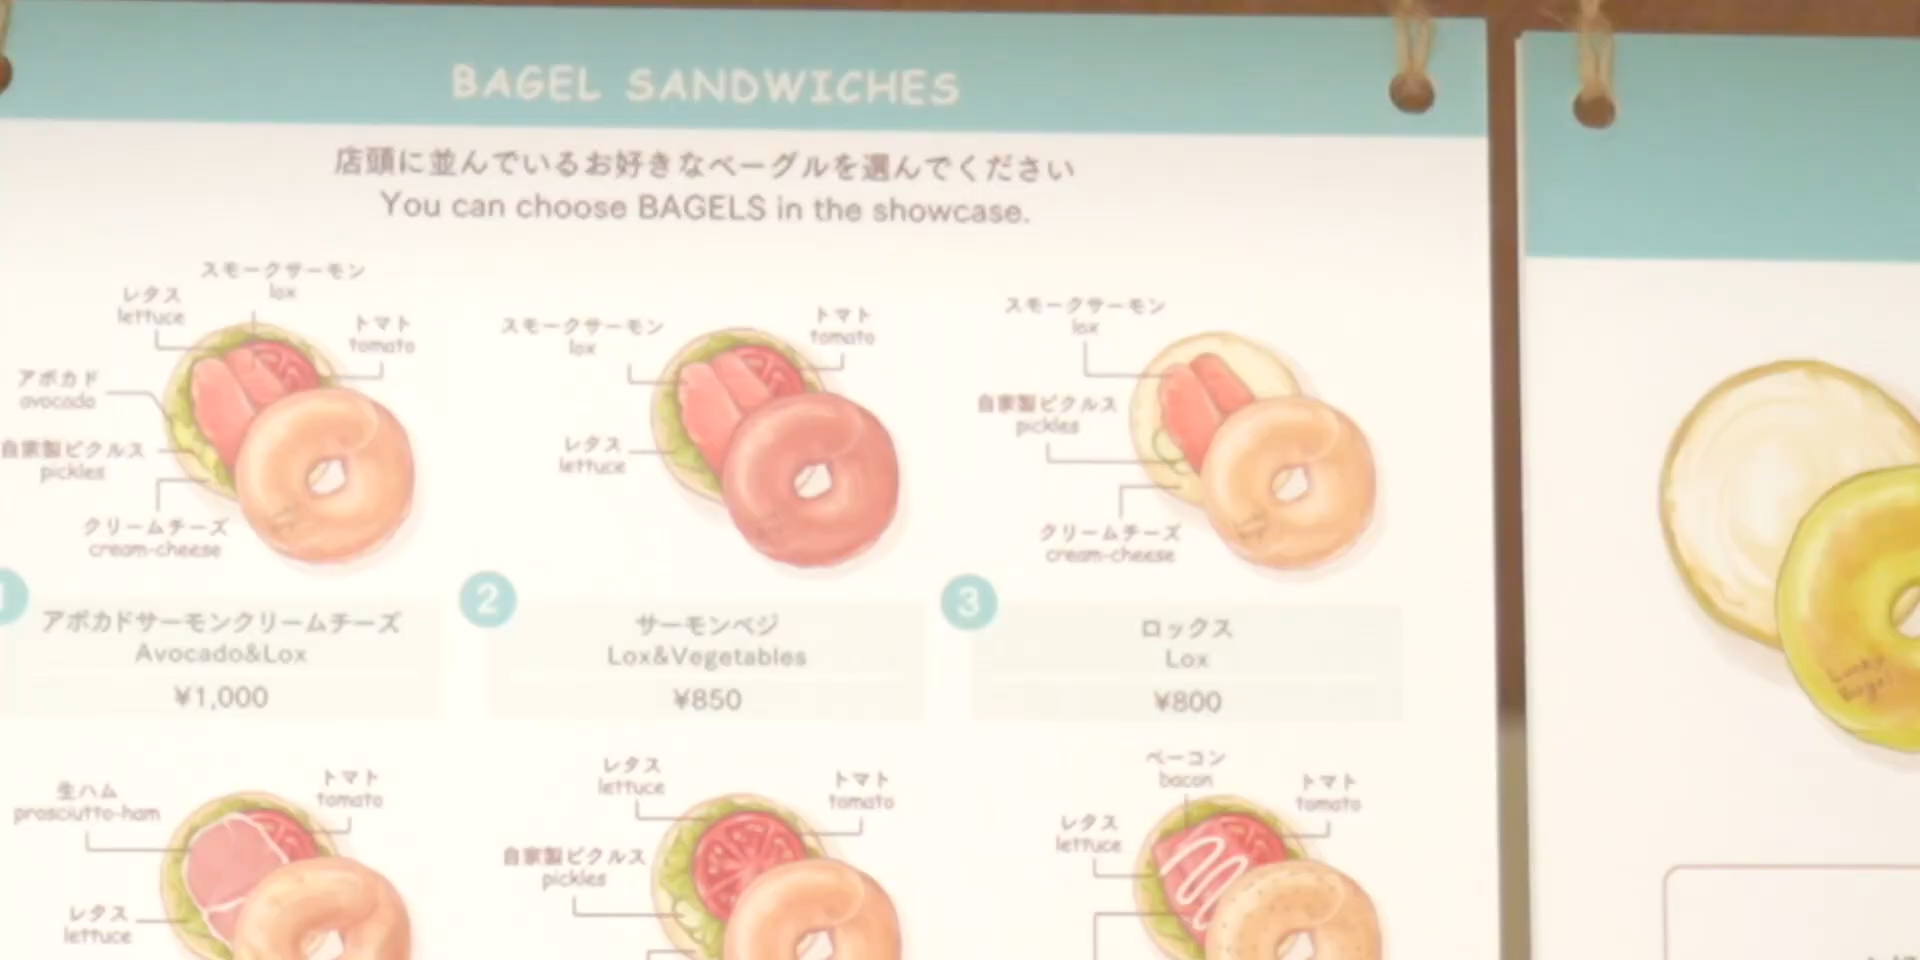 BAGEL SANDWICHES
店頭に並んでいるお好きなベーグルを選んでください
You can choose BAGELS in the showcase.
スモークサーモン
lox
レタス
lettuce
トマト
tomato
アボカド
avocado
自家製ピクルス
pickles
クリームチーズ
cream-cheese
1
アボカドサーモンクリームチーズ
Avocado&Lox
¥1,000
スモークサーモン
lox
トマト
tomato
レタス
lettuce
2
サーモンベジ
Lox&Vegetables
¥850
スモークサーモン
lox
自家製ピクルス
pickles
クリームチーズ
cream-cheese
3
ロックス
Lox
¥800
生ハム
prosciutto-ham
トマト
tomato
レタス
lettuce
レタス
lettuce
トマト
tomato
自家製ピクルス
pickles
ベーコン
bacon
トマト
tomato
レタス
lettuce
Lucky
Bagel